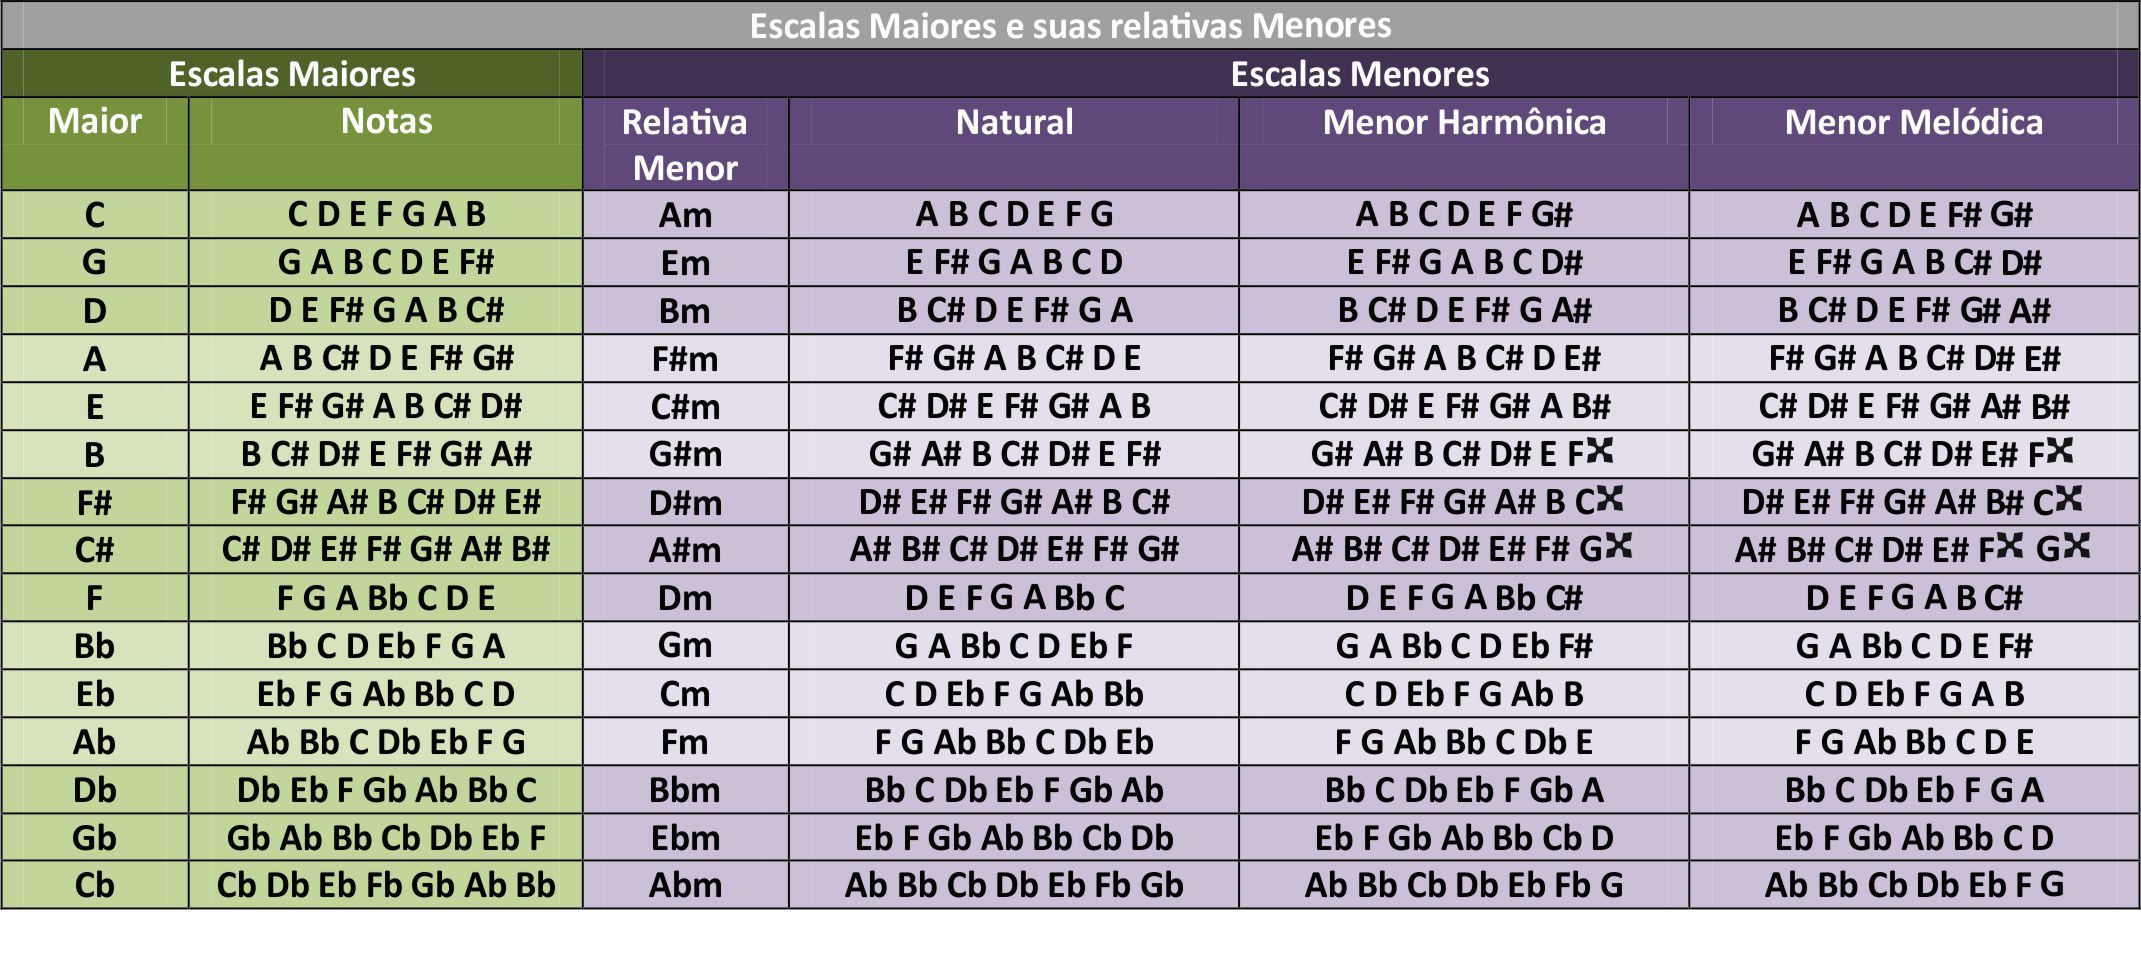 Escalas Maiores e suas relativas Menores
Escalas Maiores Escalas Menores
Maior Notas Relativa Menor Natural Menor Harmônica Menor Melódica
C C D E F G A B Am A B C D E F G A B C D E F G# A B C D E F# G#
G G A B C D E F# Em E F# G A B C D E F# G A B C D# E F# G A B C# D#
D D E F# G A B C# Bm B C# D E F# G A B C# D E F# G A# B C# D E F# G# A#
A A B C# D E F# G# F#m F# G# A B C# D E F# G# A B C# D E# F# G# A B C# D# E#
E E F# G# A B C# D# C#m C# D# E F# G# A B C# D# E F# G# A B# C# D# E F# G# A# B#
B B C# D# E F# G# A# G#m G# A# B C# D# E F# G# A# B C# D# E F𝄪 G# A# B C# D# E# F𝄪
F# F# G# A# B C# D# E# D#m D# E# F# G# A# B C# D# E# F# G# A# B C𝄪 D# E# F# G# A# B# C𝄪
C# C# D# E# F# G# A# B# A#m A# B# C# D# E# F# G# A# B# C# D# E# F# G𝄪 A# B# C# D# E# F𝄪 G𝄪
F F G A Bb C D E Dm D E F G A Bb C D E F G A Bb C# D E F G A B C#
Bb Bb C D Eb F G A Gm G A Bb C D Eb F G A Bb C D Eb F# G A Bb C D E F#
Eb Eb F G Ab Bb C D Cm C D Eb F G Ab Bb C D Eb F G Ab B C D Eb F G A B
Ab Ab Bb C Db Eb F G Fm F G Ab Bb C Db Eb F G Ab Bb C Db E F G Ab Bb C D E
Db Db Eb F Gb Ab Bb C Bbm Bb C Db Eb F Gb Ab Bb C Db Eb F Gb A Bb C Db Eb F G A
Gb Gb Ab Bb Cb Db Eb F Ebm Eb F Gb Ab Bb Cb Db Eb F Gb Ab Bb Cb D Eb F Gb Ab Bb C D
Cb Cb Db Eb Fb Gb Ab Bb Abm Ab Bb Cb Db Eb Fb Gb Ab Bb Cb Db Eb Fb G Ab Bb Cb Db Eb F G